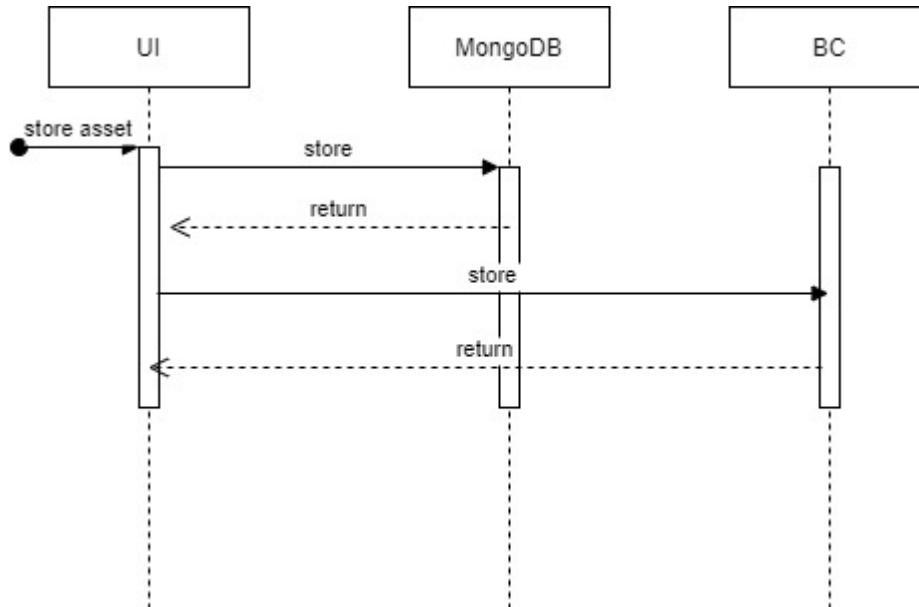 UI
MongoDB
BC
store asset
store
return
store
return